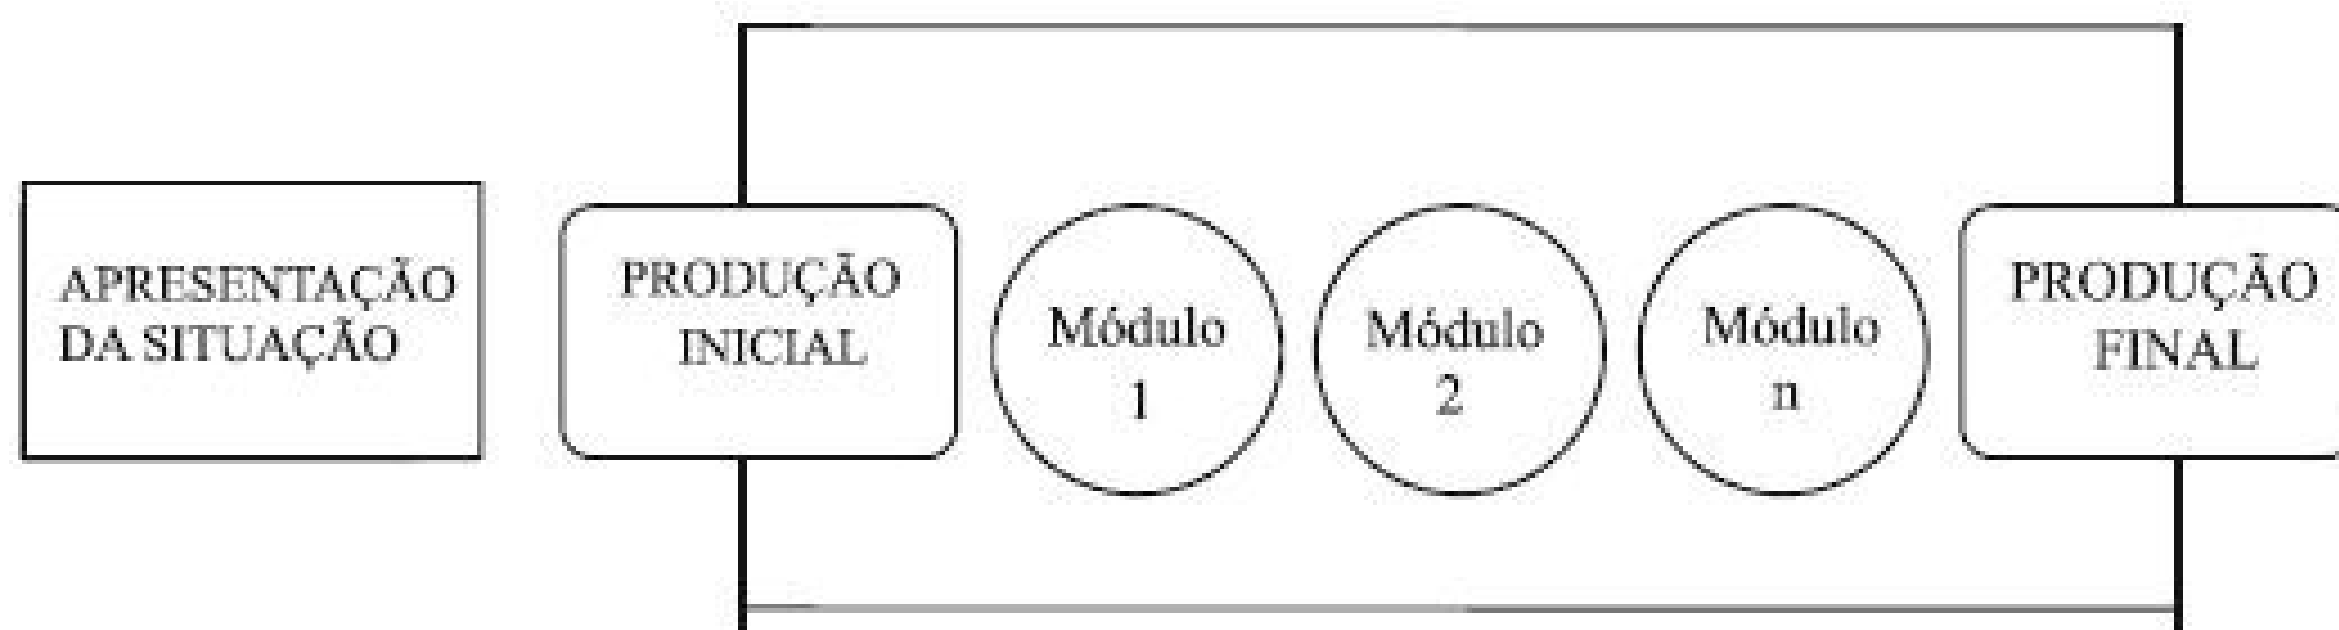 APRESENTAÇÃO
DA SITUAÇÃO
PRODUÇÃO
INICIAL
Módulo
1
Módulo
2
Módulo
n
PRODUÇÃO
FINAL